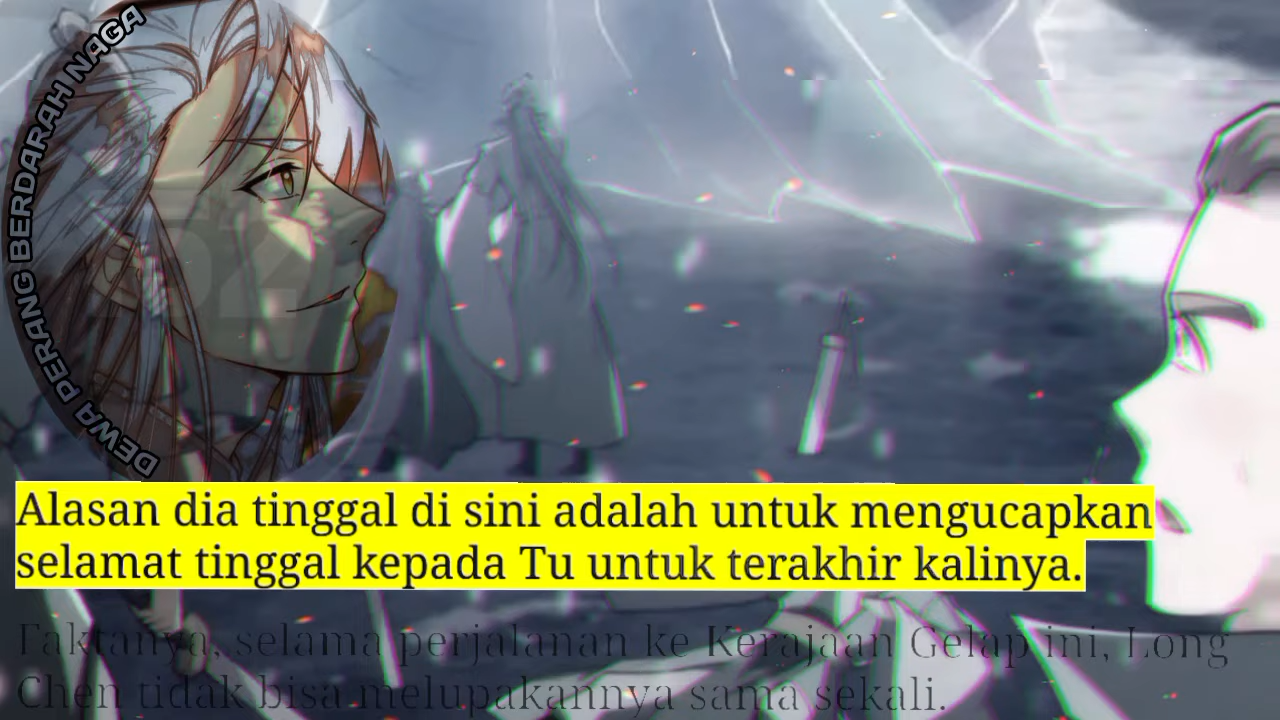 DEWA PERANG BERDARAH NAGA
52
Alasan dia tinggal di sini adalah untuk mengucapkan
selamat tinggal kepada Tu untuk terakhir kalinya.
Faktanya, selama perjalanan ke Kerajaan Gelap ini, Long
Chen tidak bisa melupakannya sama sekali.